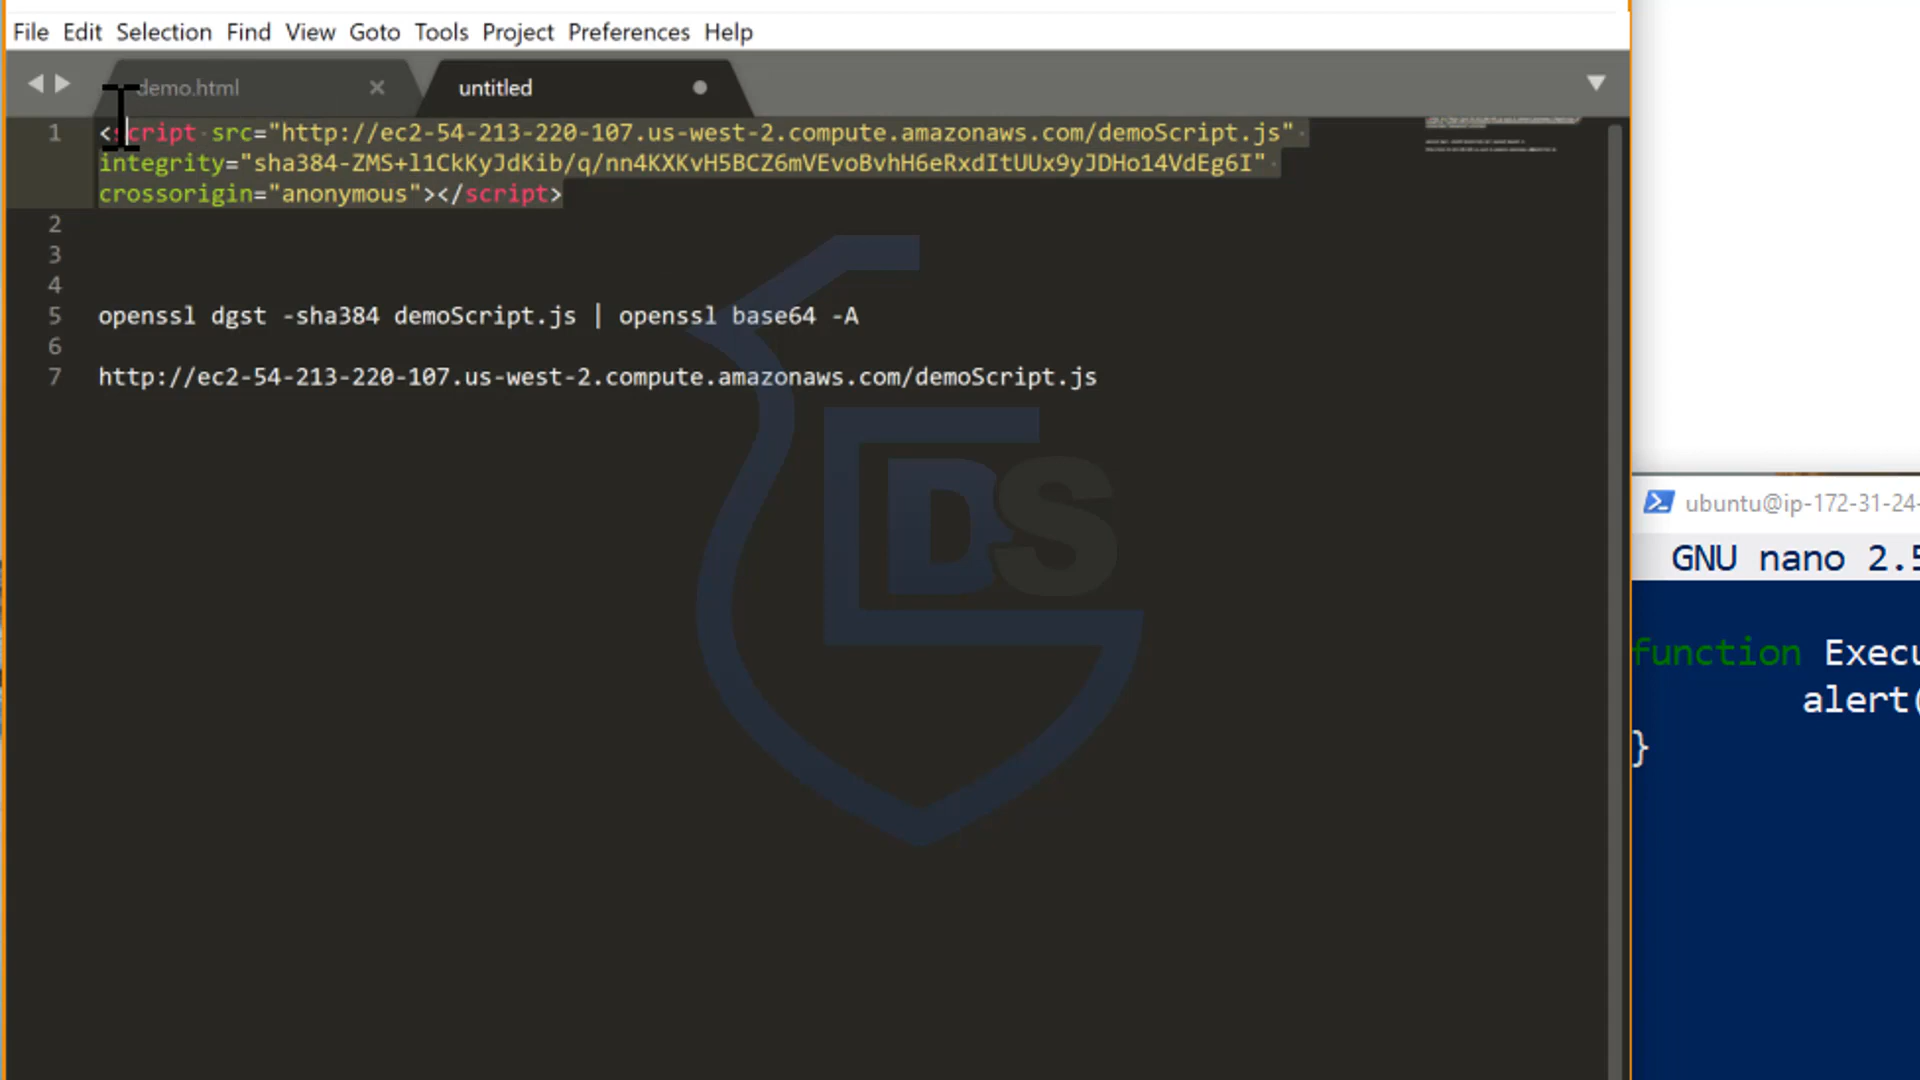 File Edit Selection Find View Goto Tools Project Preferences Help
demo.html
untitled
1 <script src="http://ec2-54-213-220-107.us-west-2.compute.amazonaws.com/demoScript.js"
integrity="sha384-ZMS+l1CkKyJdKib/q/nn4KXKvH5BCZ6mVEvoBvhH6eRxdItUUx9yJDHo14VdEg6I"
crossorigin="anonymous"></script>
2
3
4
5 openssl dgst -sha384 demoScript.js | openssl base64 -A
6
7 http://ec2-54-213-220-107.us-west-2.compute.amazonaws.com/demoScript.js
DS
ubuntu@ip-172-31-24-
GNU nano 2.5
function Execu
alert(
}